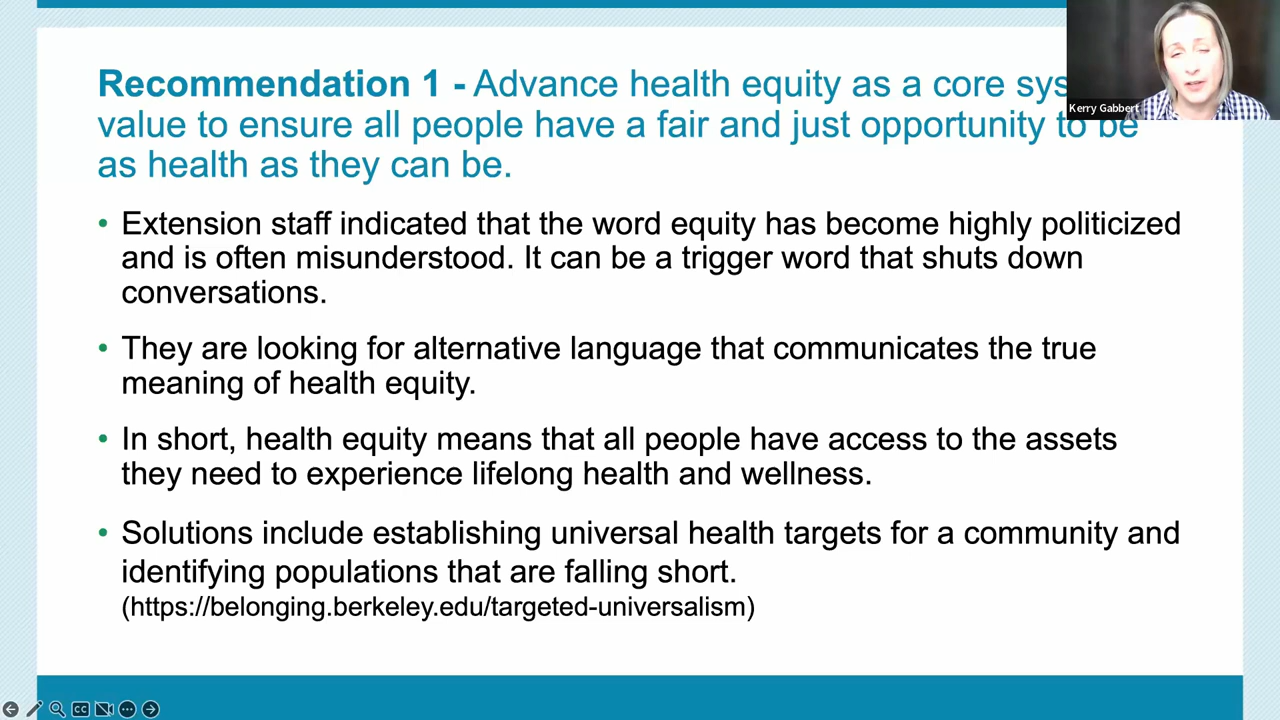 Recommendation 1 - Advance health equity as a core sys
value to ensure all people have a fair and just opportunity to be
as health as they can be.
Kerry Gabbert
• Extension staff indicated that the word equity has become highly politicized
and is often misunderstood. It can be a trigger word that shuts down
conversations.
• They are looking for alternative language that communicates the true
meaning of health equity.
• In short, health equity means that all people have access to the assets
they need to experience lifelong health and wellness.
• Solutions include establishing universal health targets for a community and
identifying populations that are falling short.
(https://belonging.berkeley.edu/targeted-universalism)
CC